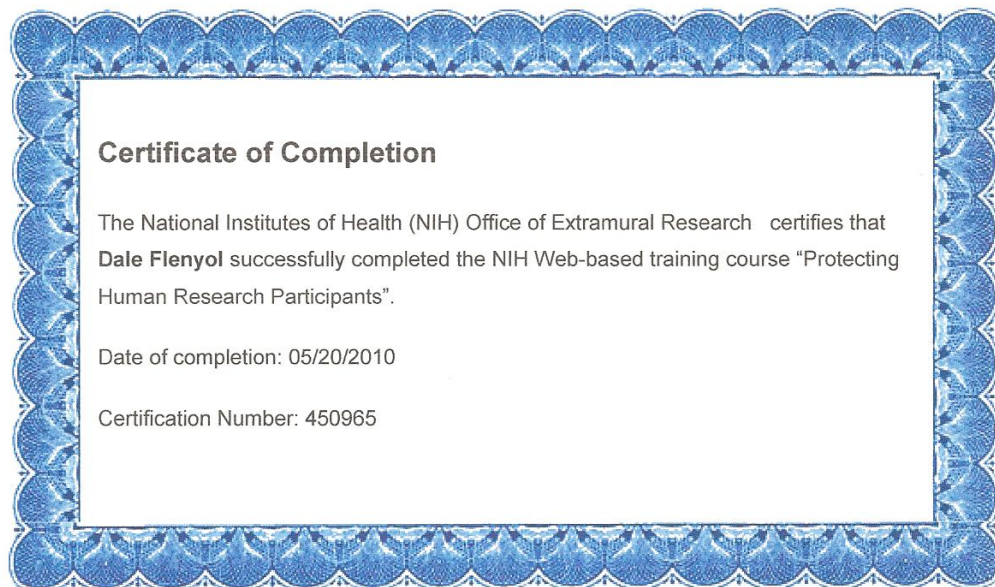 Certificate of Completion
The National Institutes of Health (NIH) Office of Extramural Research certifies that
Dale Flenyol successfully completed the NIH Web-based training course “Protecting
Human Research Participants”.
Date of completion: 05/20/2010
Certification Number: 450965